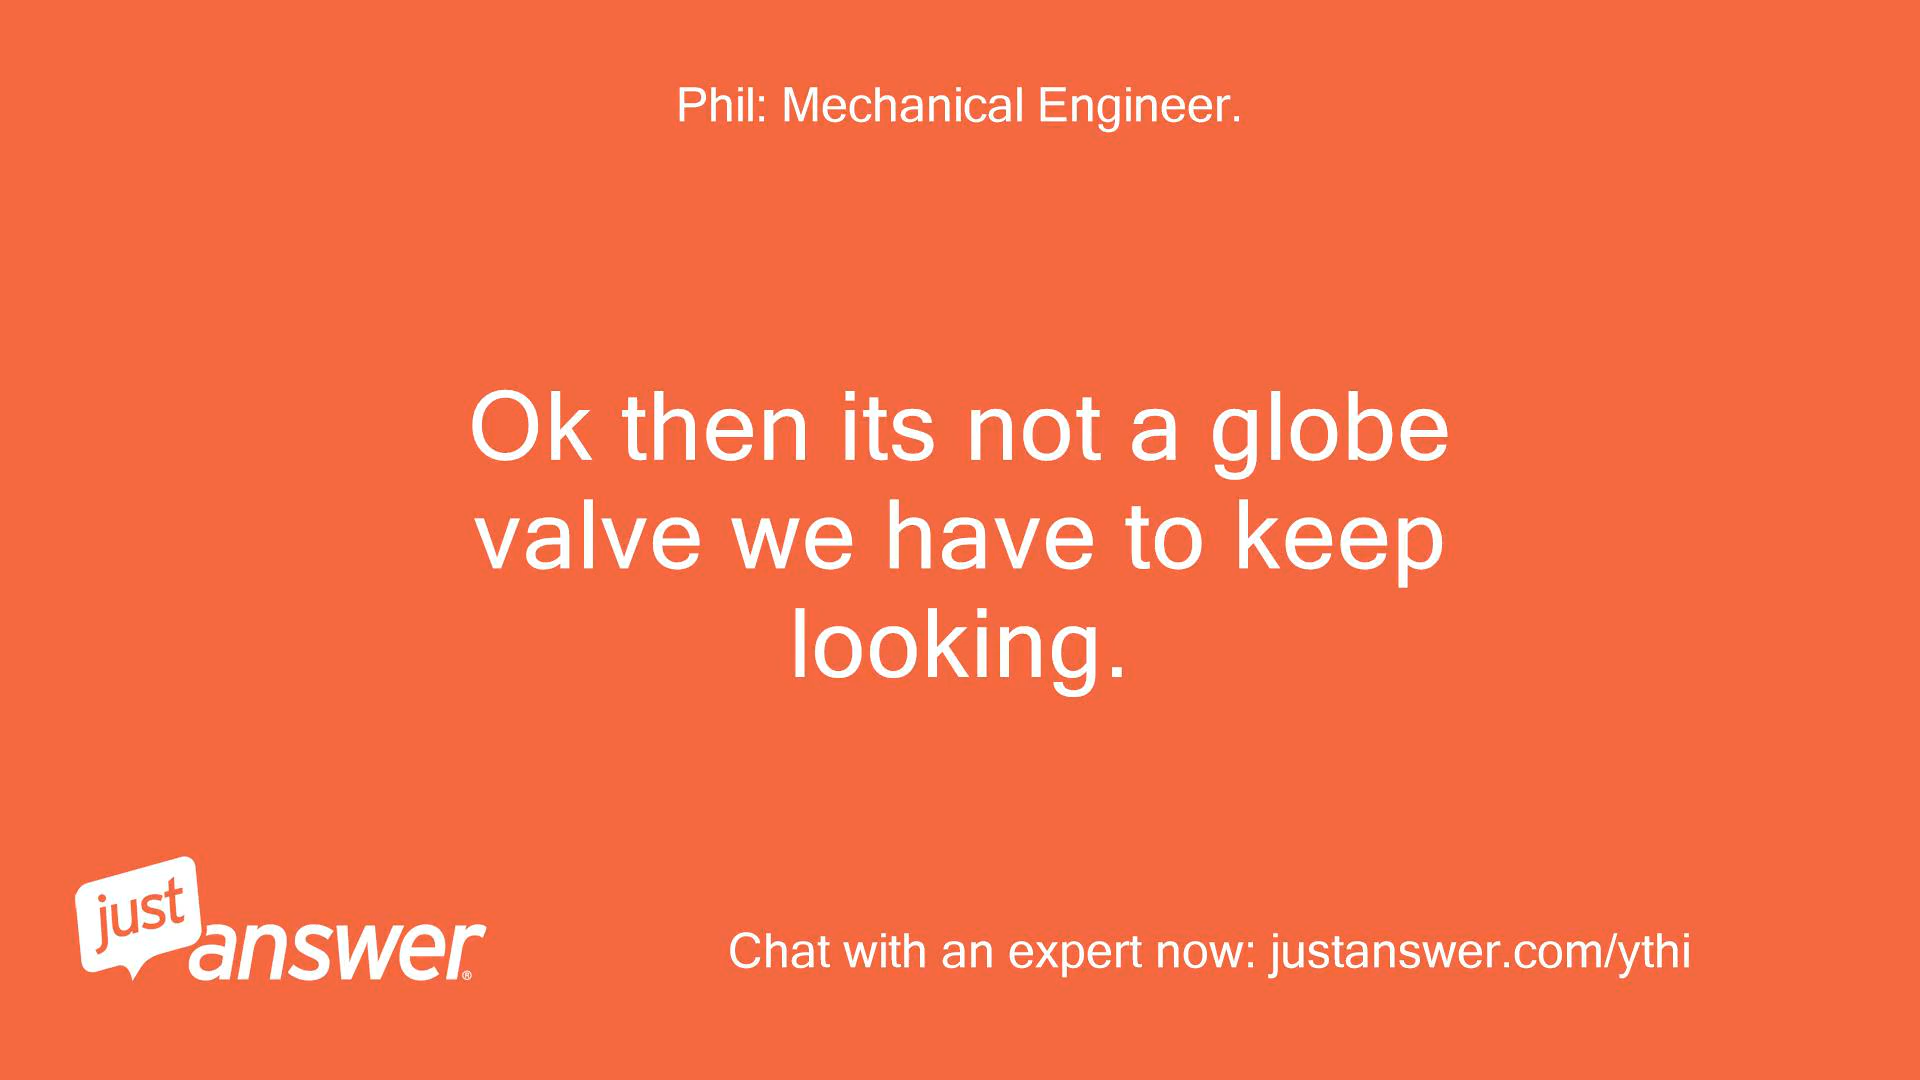 Phil: Mechanical Engineer.
Ok then its not a globe
valve we have to keep
looking.
just
answer®
Chat with an expert now: justanswer.com/ythi